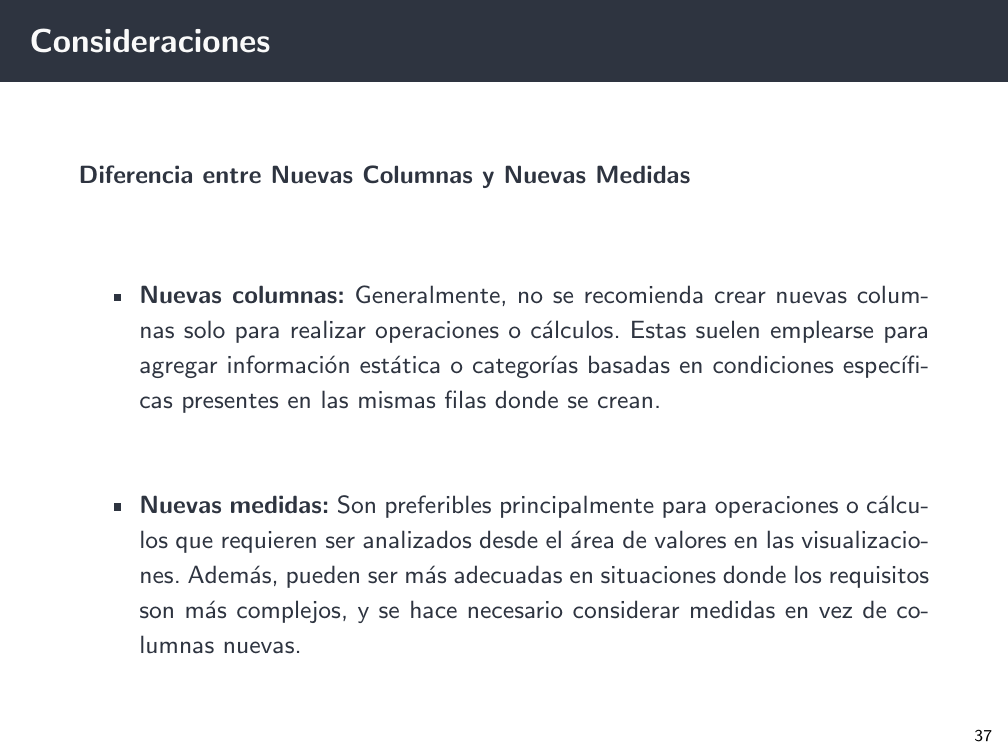 Consideraciones
Diferencia entre Nuevas Columnas y Nuevas Medidas
▪ Nuevas columnas: Generalmente, no se recomienda crear nuevas colum-
nas solo para realizar operaciones o cálculos. Estas suelen emplearse para
agregar información estática o categorías basadas en condiciones específi-
cas presentes en las mismas filas donde se crean.
▪ Nuevas medidas: Son preferibles principalmente para operaciones o cálcu-
los que requieren ser analizados desde el área de valores en las visualizacio-
nes. Además, pueden ser más adecuadas en situaciones donde los requisitos
son más complejos, y se hace necesario considerar medidas en vez de co-
lumnas nuevas.
37